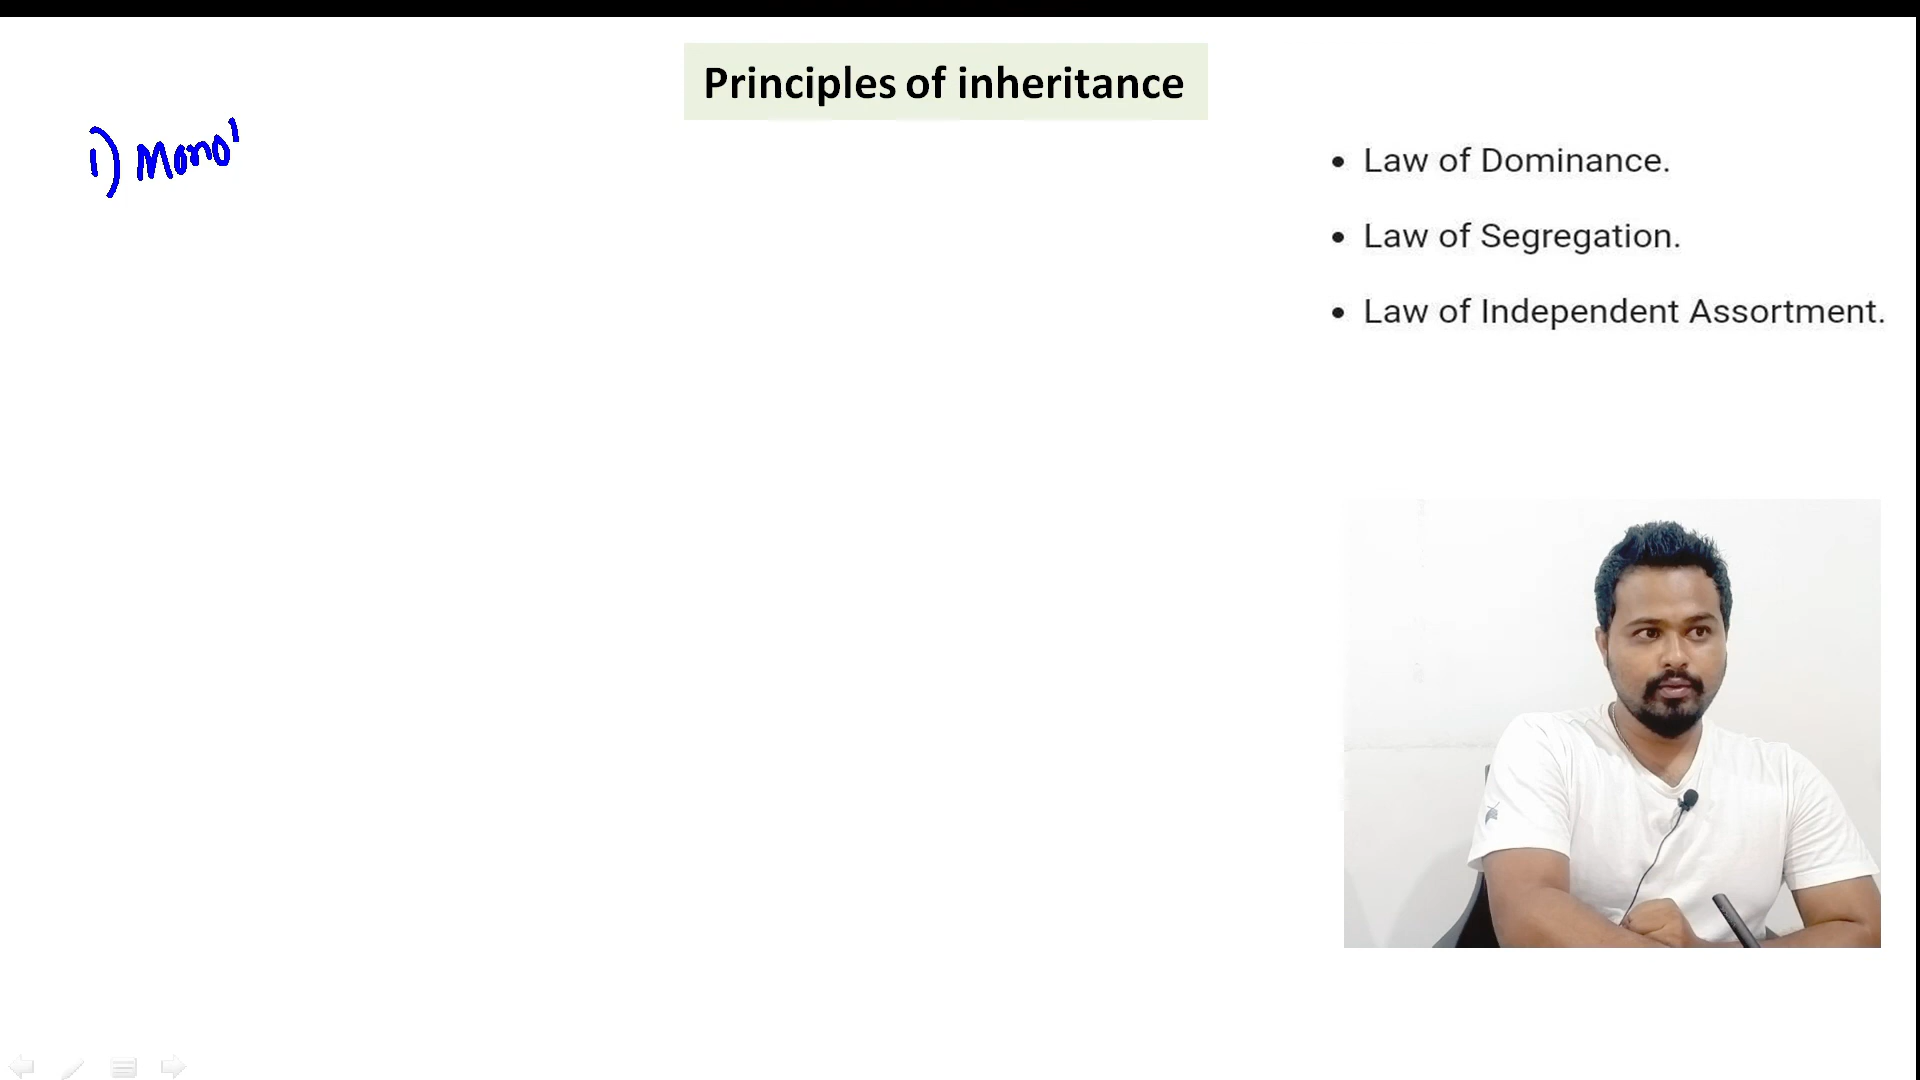 Principles of inheritance
1) Mono
• Law of Dominance.
• Law of Segregation.
• Law of Independent Assortment.